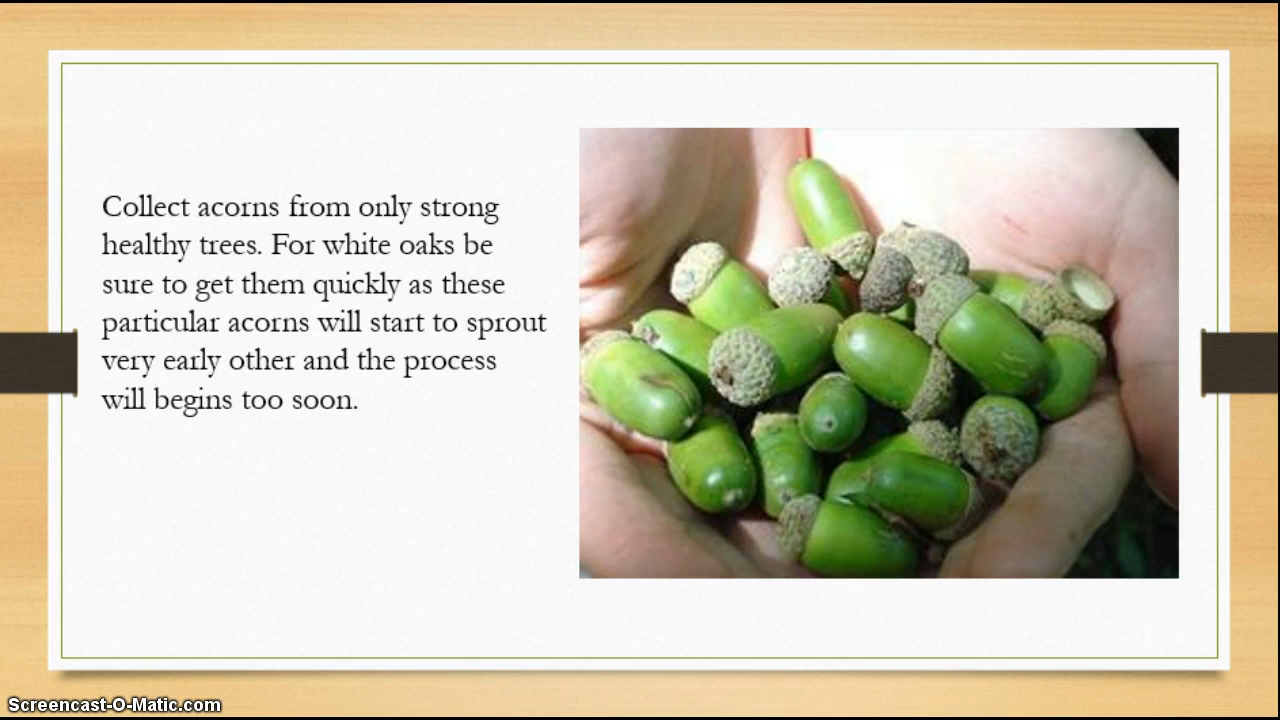 Collect acorns from only strong
healthy trees. For white oaks be
sure to get them quickly as these
particular acorns will start to sprout
very early other and the process
will begins too soon.
Screencast-O-Matic.com